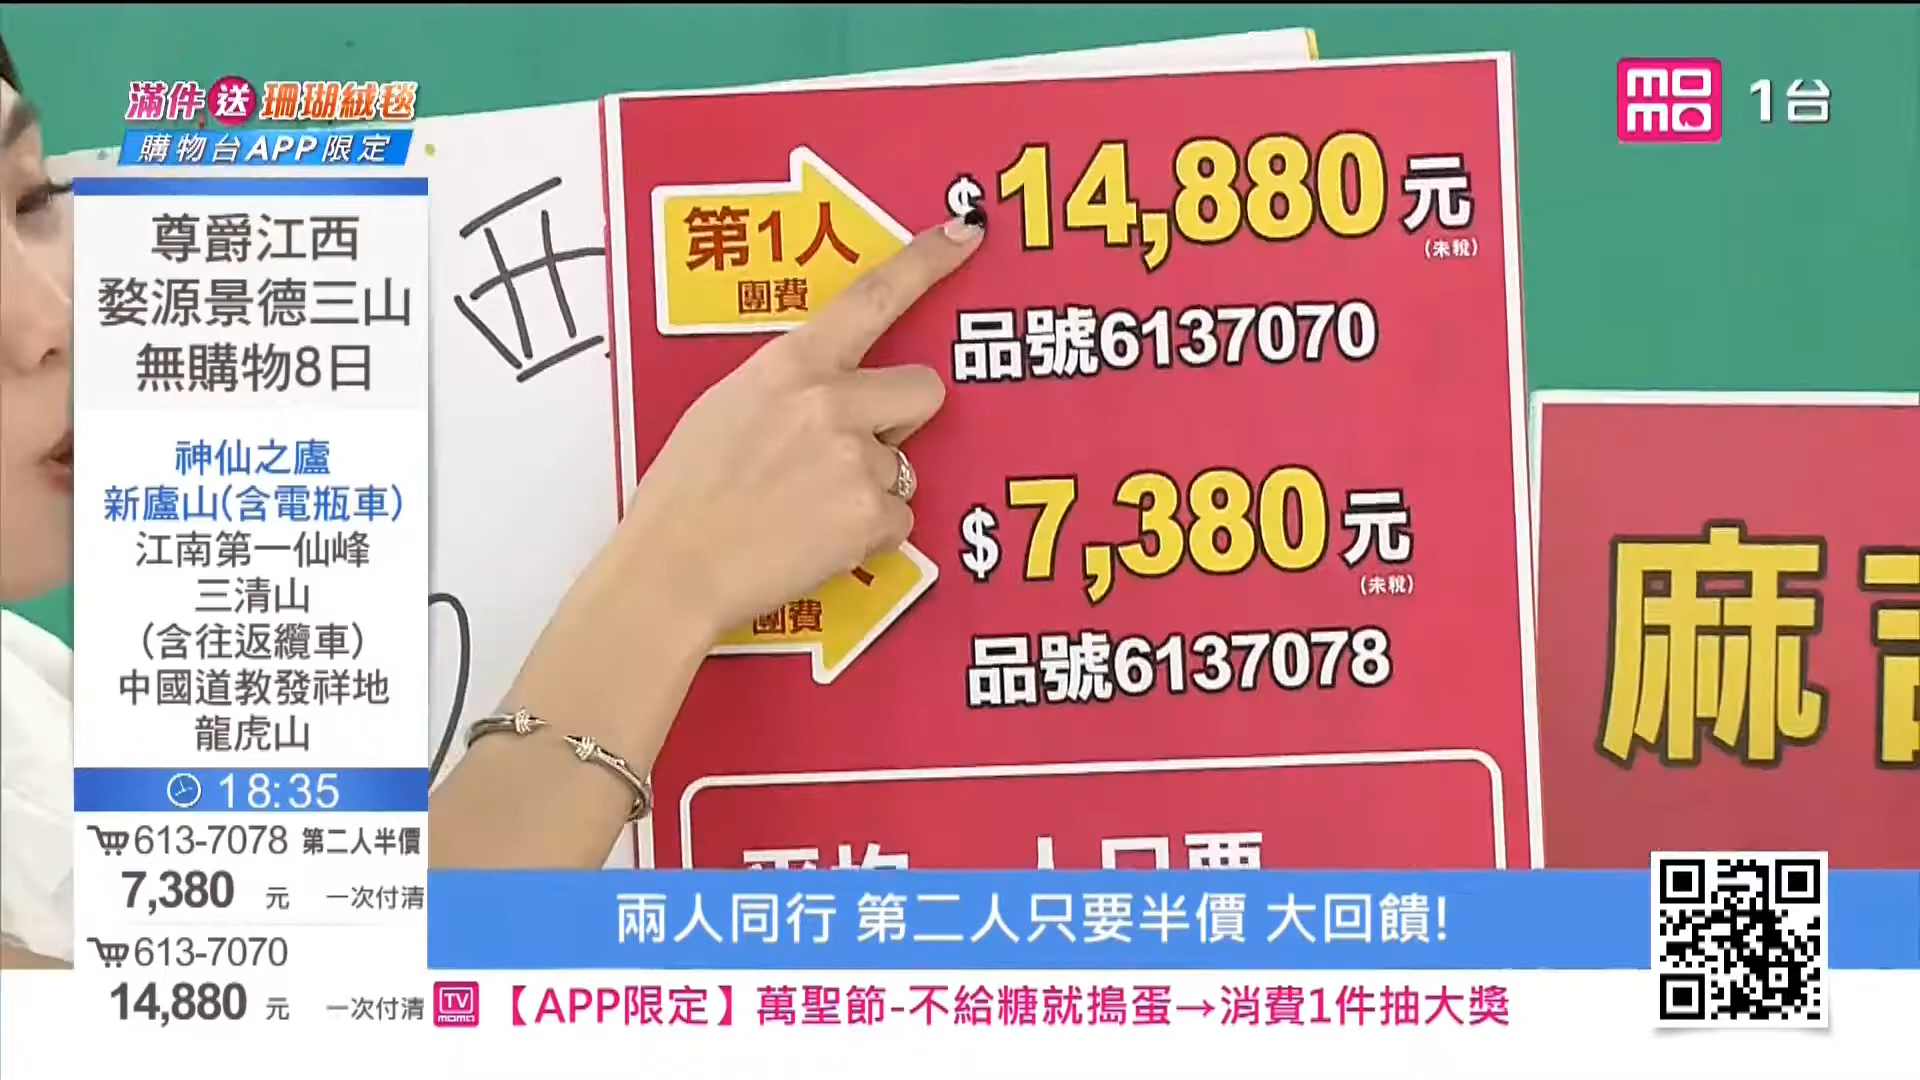 滿件送珊瑚絨毯
購物台APP限定
momo 1台
尊爵江西
婺源景德三山
無購物8日
神仙之廬
新廬山(含電瓶車)
江南第一仙峰
三清山
(含往返纜車)
中國道教發祥地
龍虎山
18:35
613-7078 第二人半價
7,380 元 一次付清
613-7070
14,880 元 一次付清
西
第1人
團費
$14,880元
(未稅)
品號6137070
團費
$7,380元
(未稅)
品號6137078
人只要
麻
兩人同行 第二人只要半價 大回饋!
TV momo 【APP限定】萬聖節-不給糖就搗蛋→消費1件抽大獎